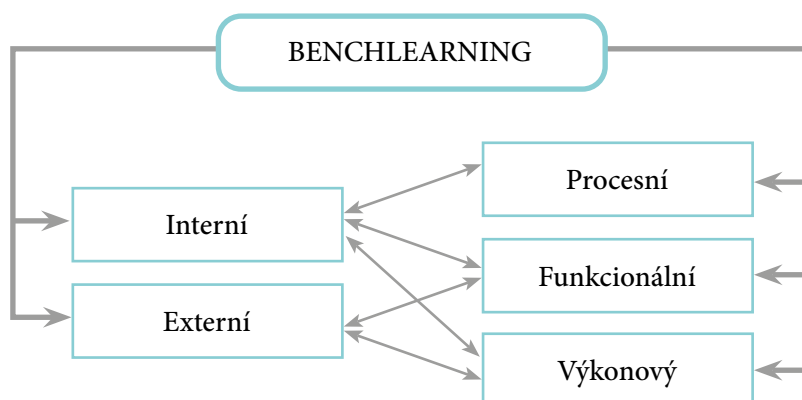 BENCHLEARNING
Interní
Externí
Procesní
Funkcionální
Výkonový